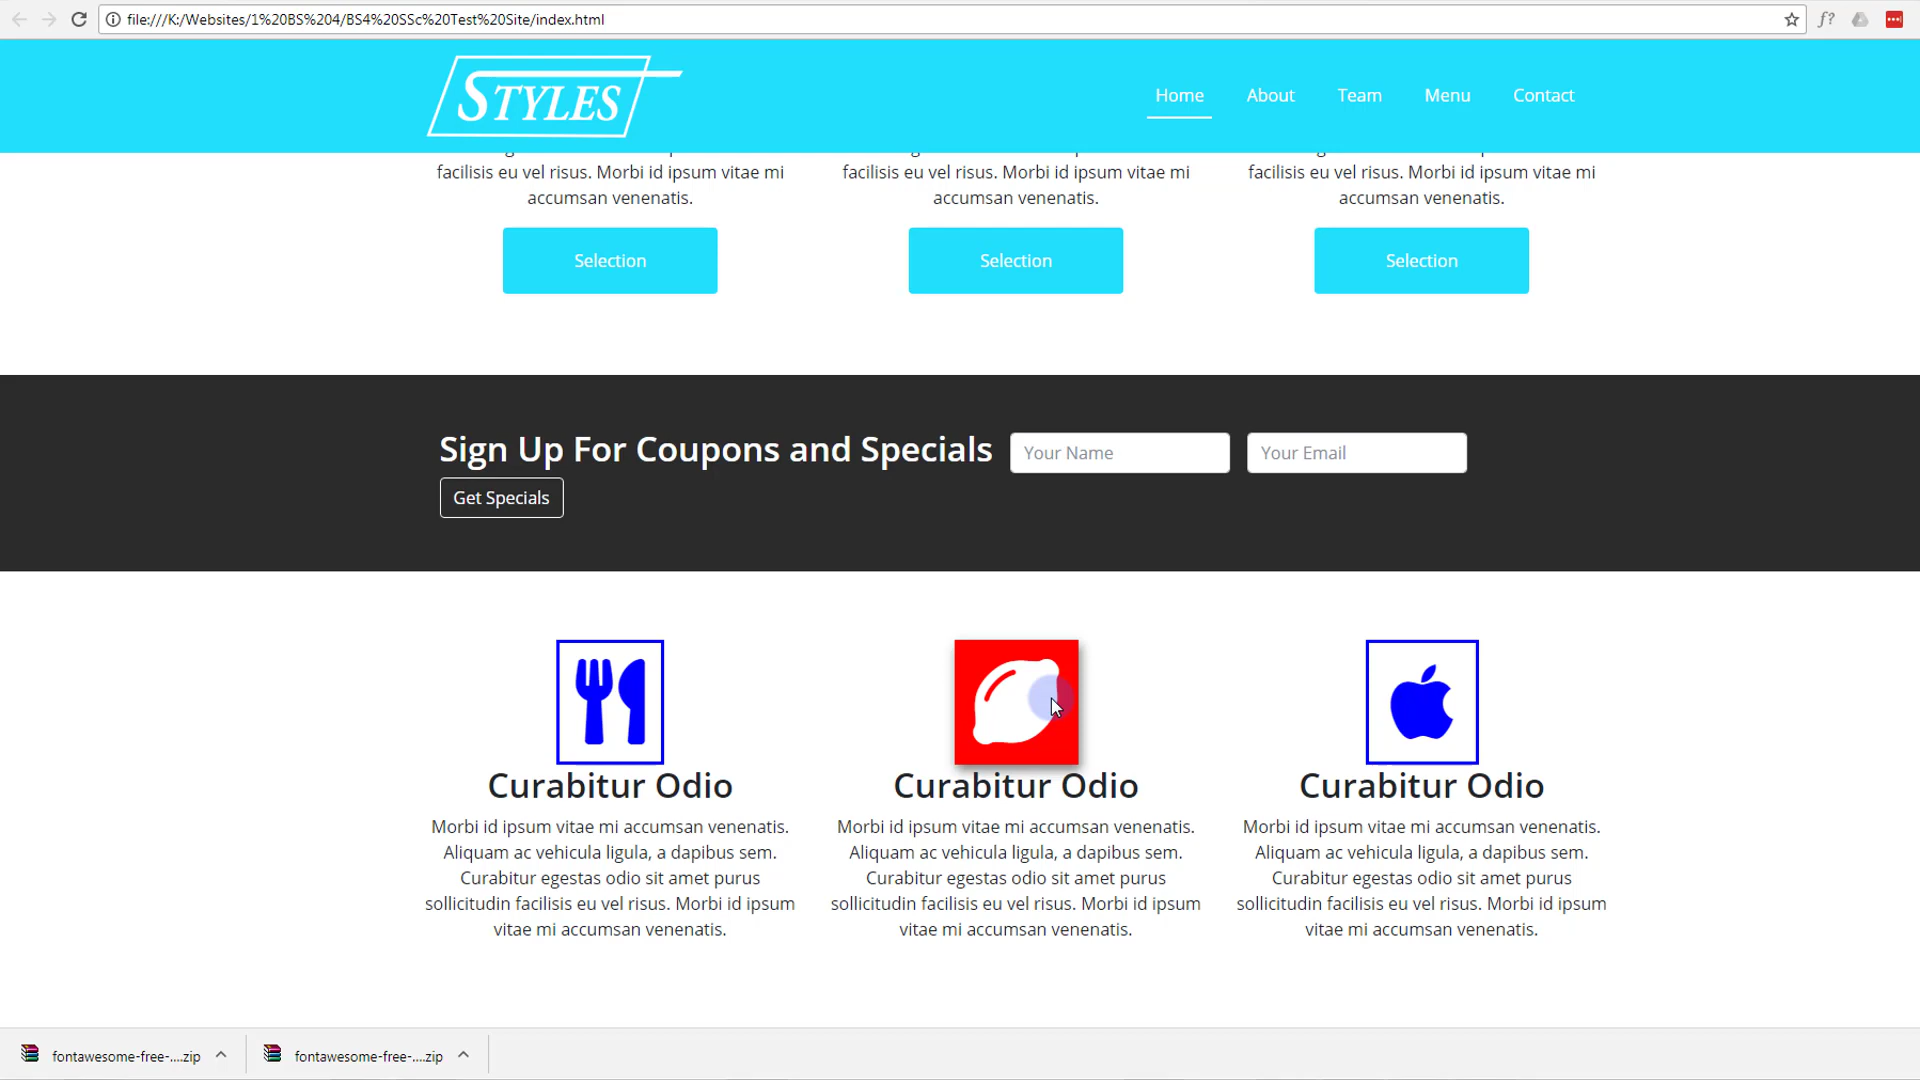 file:///K:/Websites/1%20BS%204/BS4%20SSc%20Test%20Site/index.html
f?
STYLES
Home
About
Team
Menu
Contact
facilisis eu vel risus. Morbi id ipsum vitae mi
accumsan venenatis.
facilisis eu vel risus. Morbi id ipsum vitae mi
accumsan venenatis.
facilisis eu vel risus. Morbi id ipsum vitae mi
accumsan venenatis.
Selection
Selection
Selection
Sign Up For Coupons and Specials
Your Name
Your Email
Get Specials
Curabitur Odio
Morbi id ipsum vitae mi accumsan venenatis.
Aliquam ac vehicula ligula, a dapibus sem.
Curabitur egestas odio sit amet purus
sollicitudin facilisis eu vel risus. Morbi id ipsum
vitae mi accumsan venenatis.
Curabitur Odio
Morbi id ipsum vitae mi accumsan venenatis.
Aliquam ac vehicula ligula, a dapibus sem.
Curabitur egestas odio sit amet purus
sollicitudin facilisis eu vel risus. Morbi id ipsum
vitae mi accumsan venenatis.
Curabitur Odio
Morbi id ipsum vitae mi accumsan venenatis.
Aliquam ac vehicula ligula, a dapibus sem.
Curabitur egestas odio sit amet purus
sollicitudin facilisis eu vel risus. Morbi id ipsum
vitae mi accumsan venenatis.
fontawesome-free-....zip
fontawesome-free-....zip